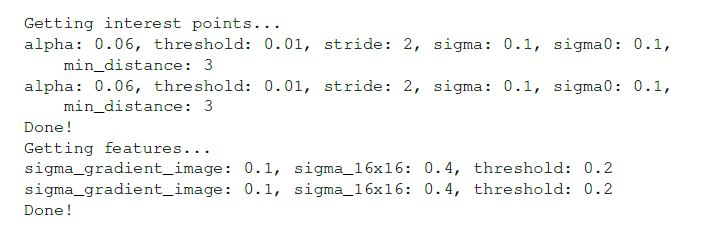 Getting interest points...
alpha: 0.06, threshold: 0.01, stride: 2, sigma: 0.1, sigma0: 0.1,
min_distance: 3
alpha: 0.06, threshold: 0.01, stride: 2, sigma: 0.1, sigma0: 0.1,
min_distance: 3
Done!
Getting features...
sigma_gradient_image: 0.1, sigma_16x16: 0.4, threshold: 0.2
sigma_gradient_image: 0.1, sigma_16x16: 0.4, threshold: 0.2
Done!